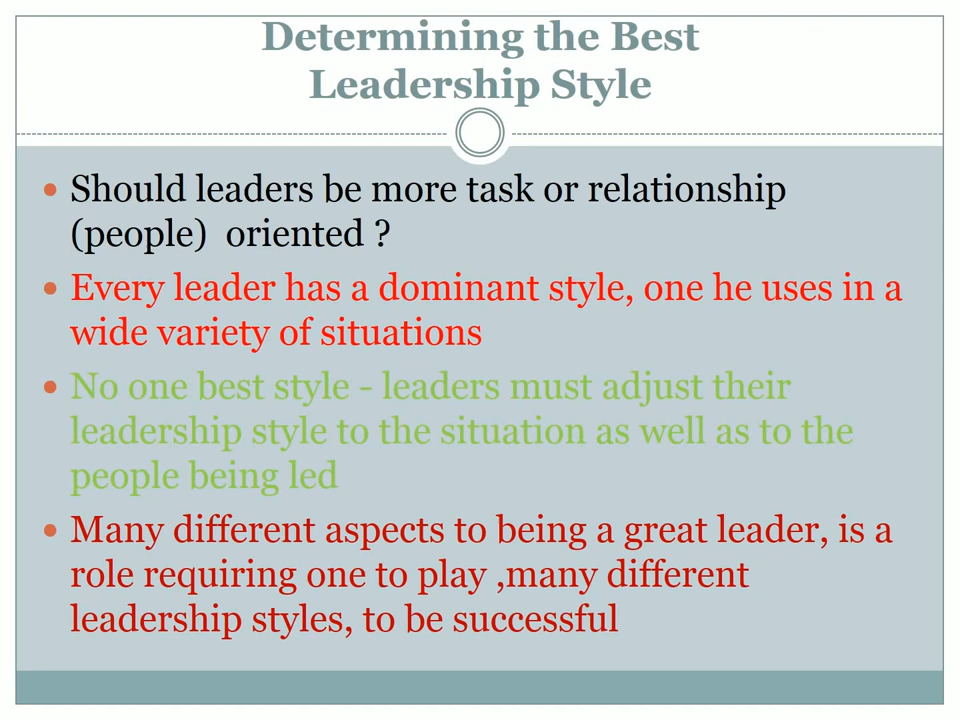 Determining the Best
Leadership Style
• Should leaders be more task or relationship
(people)  oriented ?
• Every leader has a dominant style, one he uses in a
wide variety of situations
• No one best style - leaders must adjust their
leadership style to the situation as well as to the
people being led
• Many different aspects to being a great leader, is a
role requiring one to play ,many different
leadership styles, to be successful